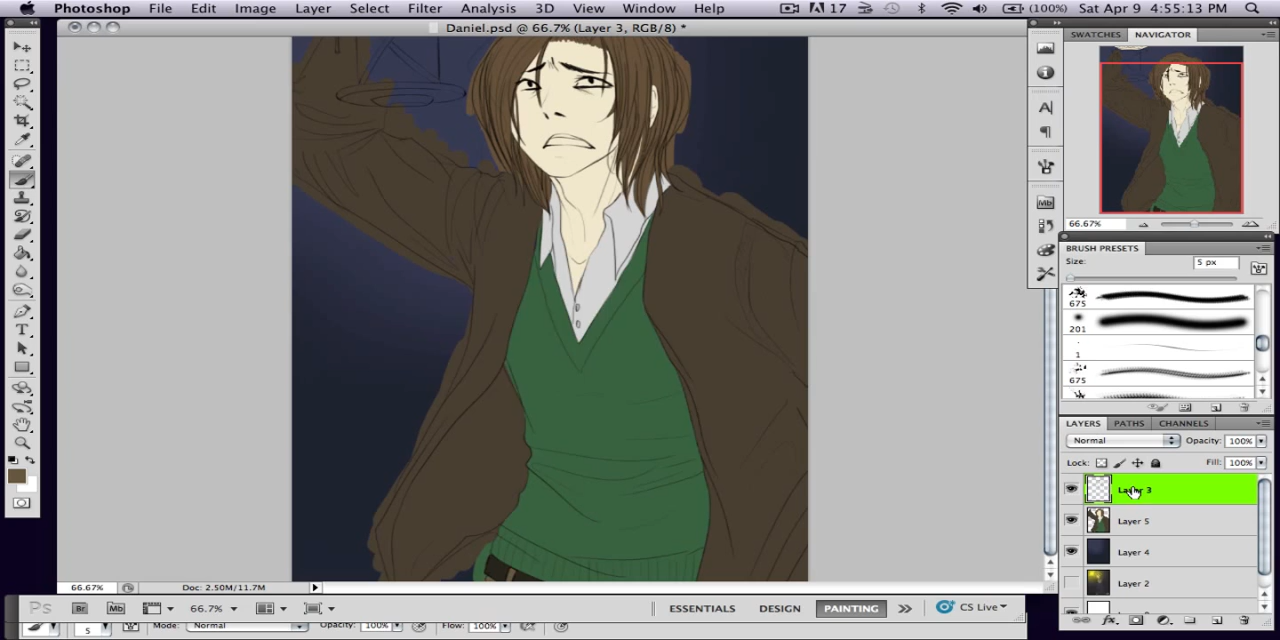 Photoshop File Edit Image Layer Select Analysis Filter 3D View Window Help 17 (100%) Sat Apr 9 4:55:13 PM
Daniel.psd @ 66.7% (Layer 3, RGB/8) *
SWATCHES NAVIGATOR
66.67%
BRUSH PRESETS
Size: 5 px
675
201
1
675
LAYERS PATHS CHANNELS
Normal Opacity: 100%
Lock: Fill: 100%
Layer 3
Layer 5
Layer 4
Layer 2
66.67% Doc: 2.50M/11.7M
Ps Br Mb 66.7% ESSENTIALS DESIGN PAINTING CS Live
5 Mode: Normal Opacity: 100% Flow: 100%